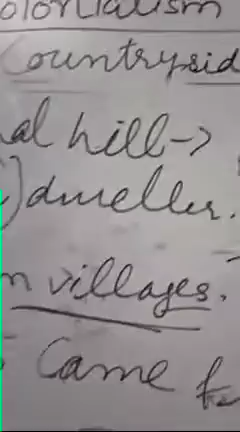 olonialism
Countrysid
al hill->
) dweller.
n villages.
Came f